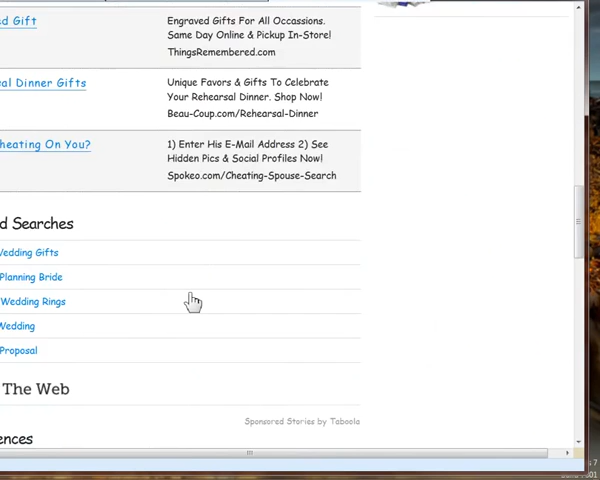 ed Gift
Engraved Gifts For All Occassions.
Same Day Online & Pickup In-Store!
ThingsRemembered.com
al Dinner Gifts
Unique Favors & Gifts To Celebrate
Your Rehearsal Dinner. Shop Now!
Beau-Coup.com/Rehearsal-Dinner
heating On You?
1) Enter His E-Mail Address 2) See
Hidden Pics & Social Profiles Now!
Spokeo.com/Cheating-Spouse-Search
d Searches
Wedding Gifts
Planning Bride
Wedding Rings
Wedding
Proposal
The Web
Sponsored Stories by Taboola
ences